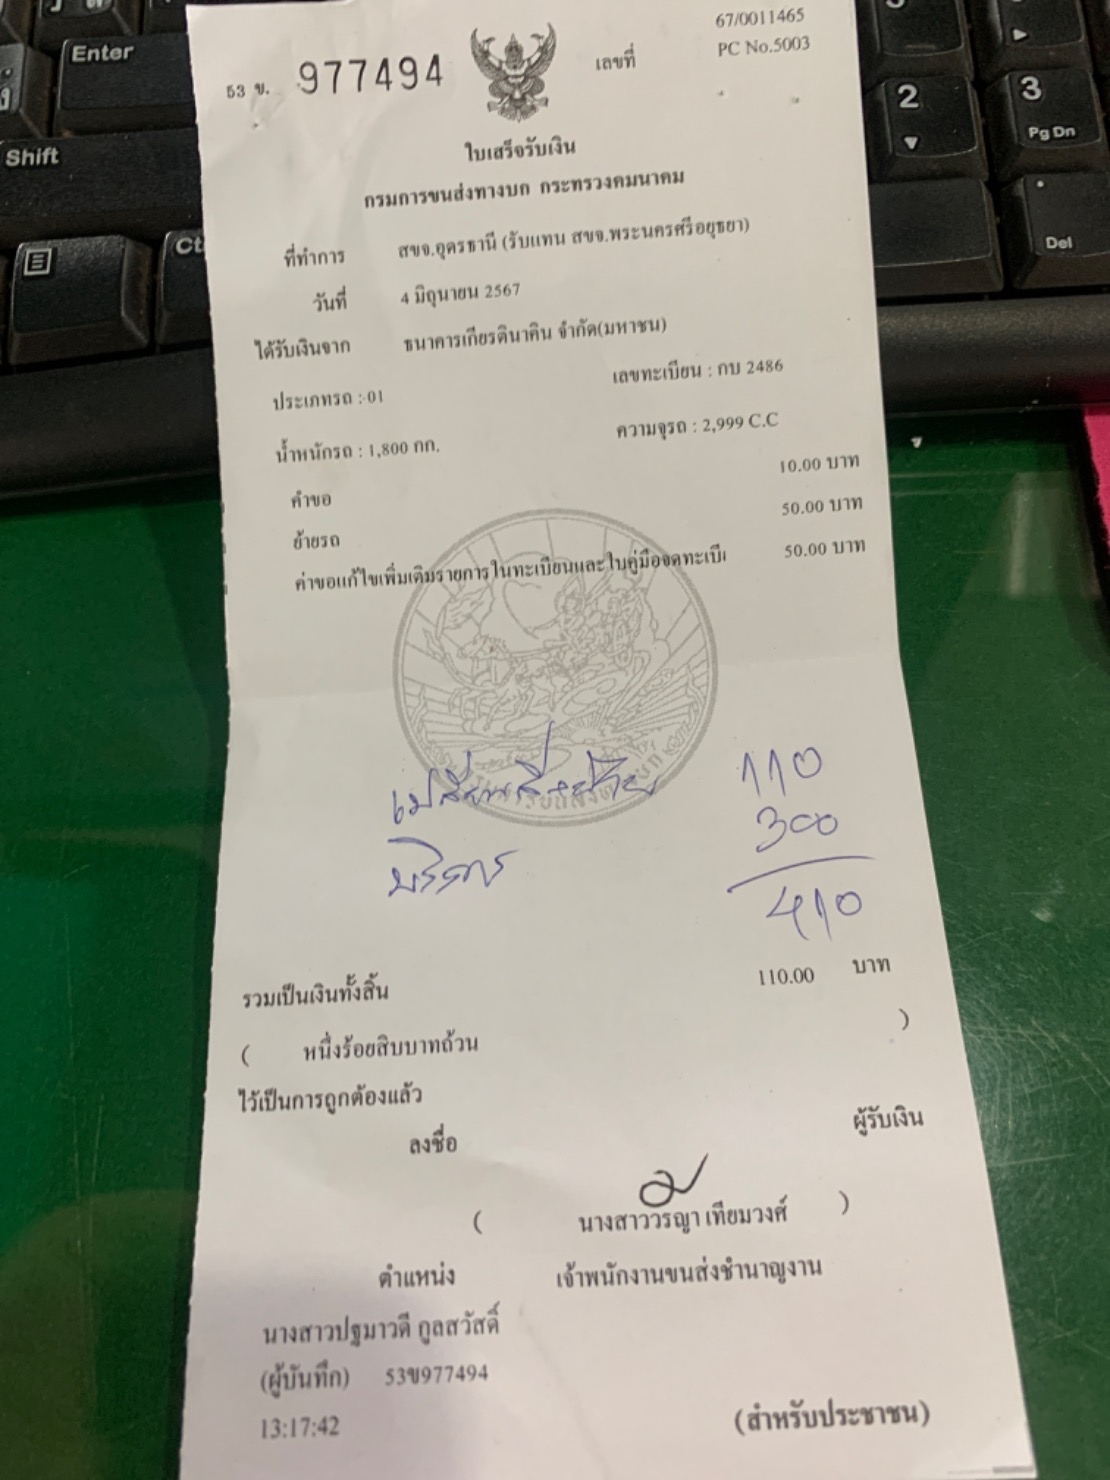 Enter
Shift
Ct
2
3
Pg Dn
Del
53 ข. 977494
เลขที่
67/0011465
PC No.5003
ใบเสร็จรับเงิน
กรมการขนส่งทางบก กระทรวงคมนาคม
ที่ทำการ สขจ.อุดรธานี (รับแทน สขจ.พระนครศรีอยุธยา)
วันที่ 4 มิถุนายน 2567
ได้รับเงินจาก ธนาคารเกียรตินาคิน จำกัด(มหาชน)
ประเภทรถ :-01 เลขทะเบียน : กบ 2486
น้ำหนักรถ : 1,800 กก. ความจุรถ : 2,999 C.C
คำขอ 10.00 บาท
ย้ายรถ 50.00 บาท
ค่าขอแก้ไขเพิ่มเติมรายการในทะเบียนและใบคู่มือจดทะเบี 50.00 บาท
110
บริการ 300
410
รวมเป็นเงินทั้งสิ้น 110.00 บาท
( หนึ่งร้อยสิบบาทถ้วน )
ไว้เป็นการถูกต้องแล้ว
ลงชื่อ ผู้รับเงิน
( นางสาววรญา เทียมวงศ์ )
ตำแหน่ง เจ้าพนักงานขนส่งชำนาญงาน
นางสาวปฐมาวดี กูลสวัสดิ์
(ผู้บันทึก) 53ข977494
13:17:42
(สำหรับประชาชน)